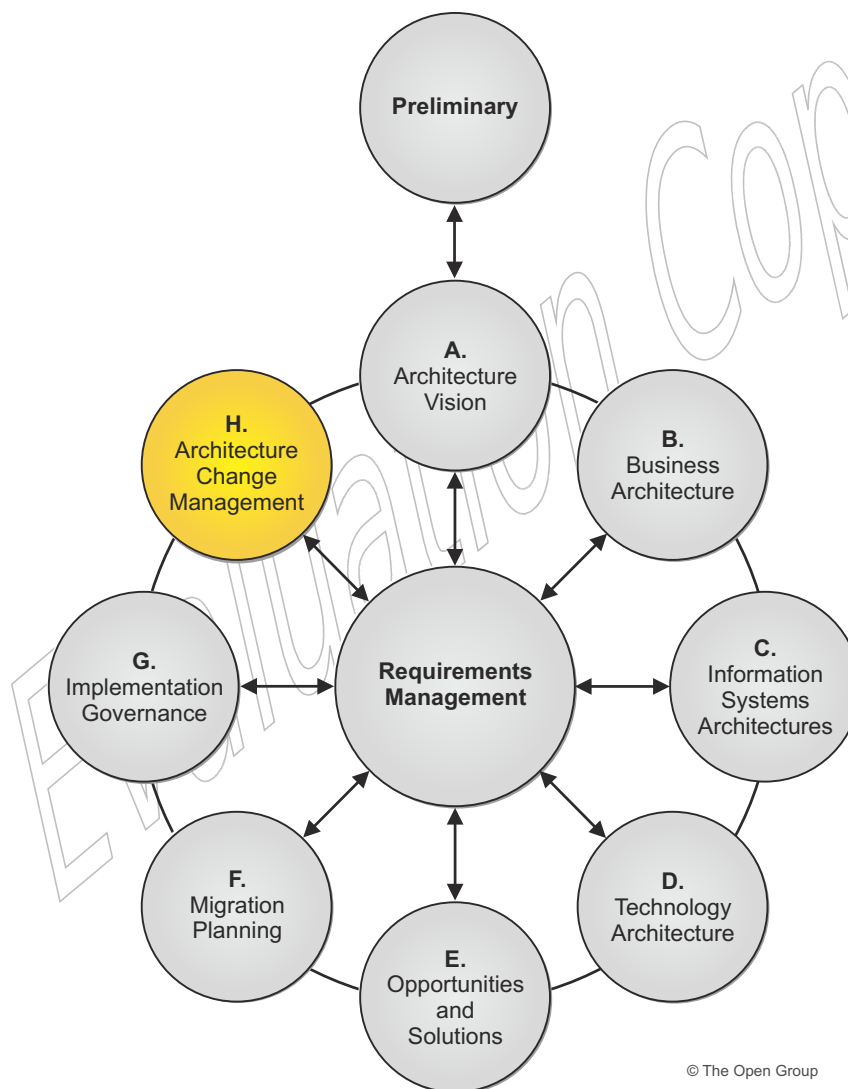 Preliminary
A.
Architecture
Vision
B.
Business
Architecture
C.
Information
Systems
Architectures
D.
Technology
Architecture
E.
Opportunities
and
Solutions
F.
Migration
Planning
G.
Implementation
Governance
H.
Architecture
Change
Management
Requirements
Management
Evaluation Cop
© The Open Group